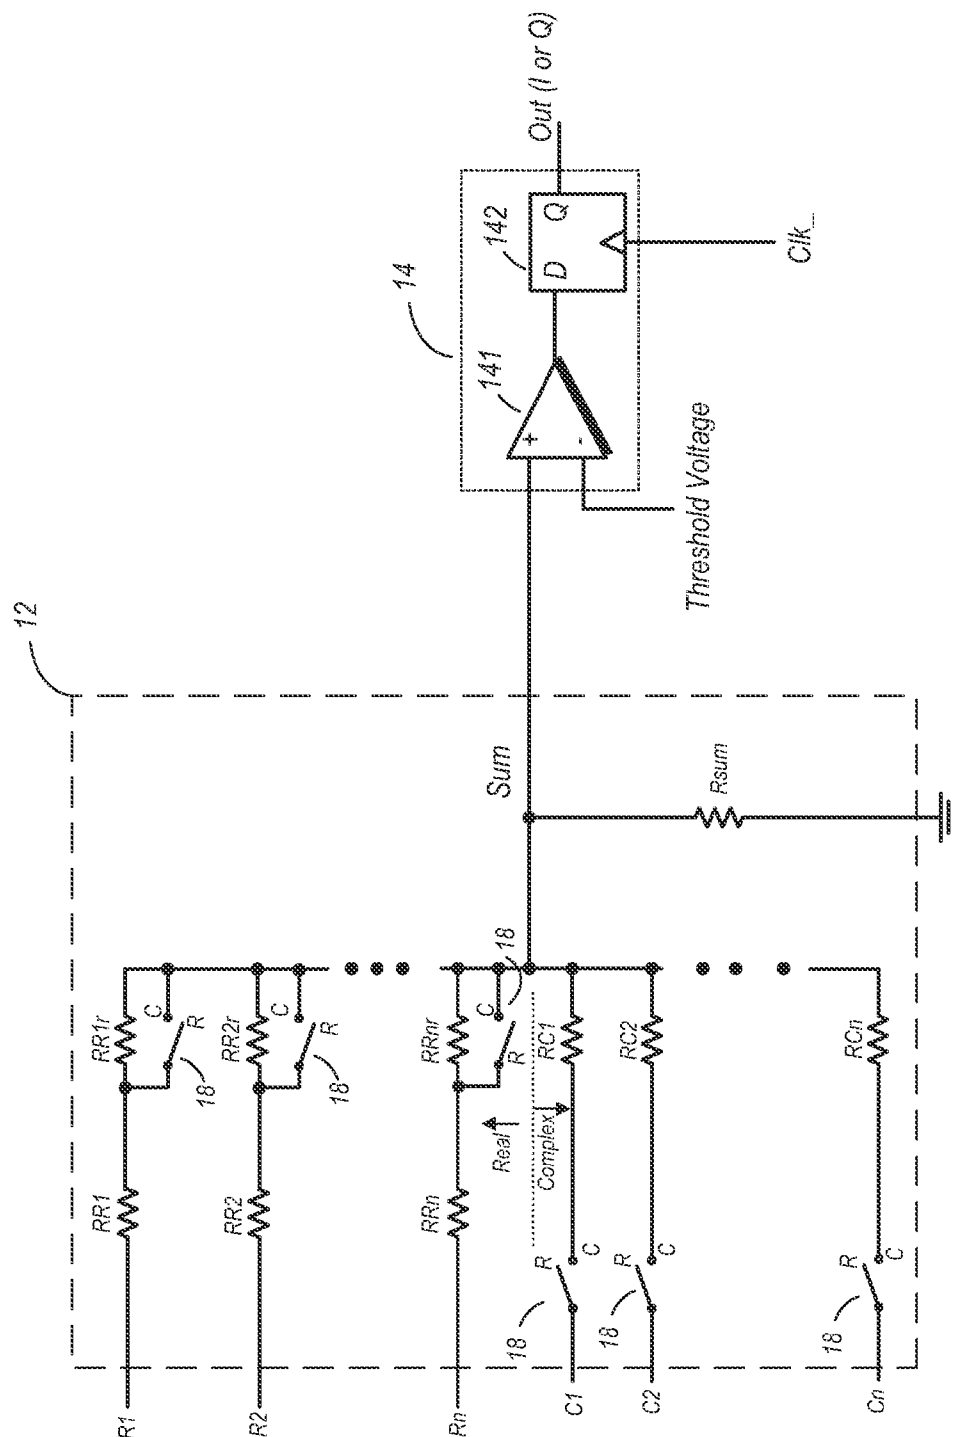 12
14
141
142
D
Q
+
-
Out (I or Q)
Clk_
Threshold Voltage
Sum
Rsum
RR1
RR1r
C
R
18
RR2
RR2r
C
R
18
RRn
RRnr
C
R
18
Real
Complex
RC1
R
C
18
RC2
R
C
18
RCn
R
C
18
R1
R2
Rn
C1
C2
Cn